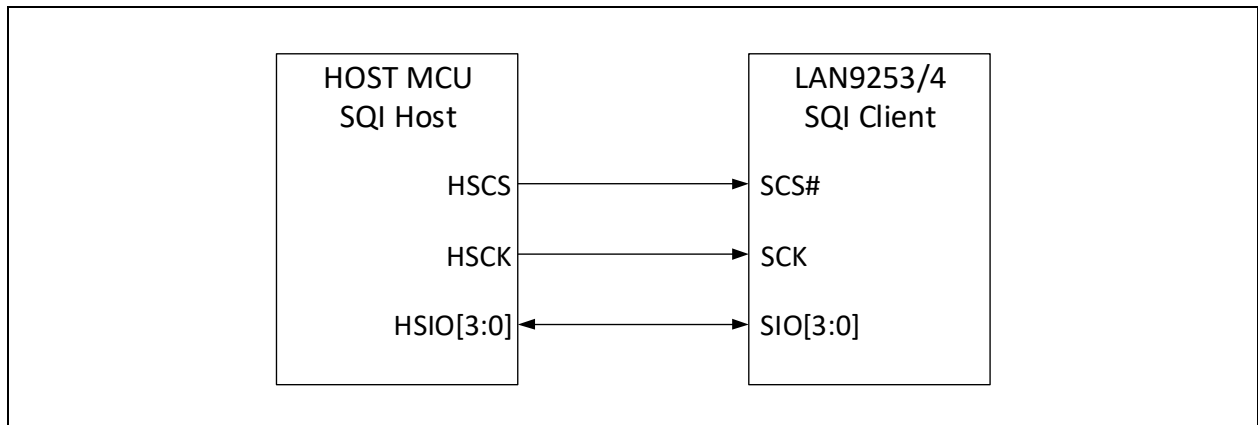 HOST MCU
SQI Host
HSCS
HSCK
HSIO[3:0]
LAN9253/4
SQI Client
SCS#
SCK
SIO[3:0]